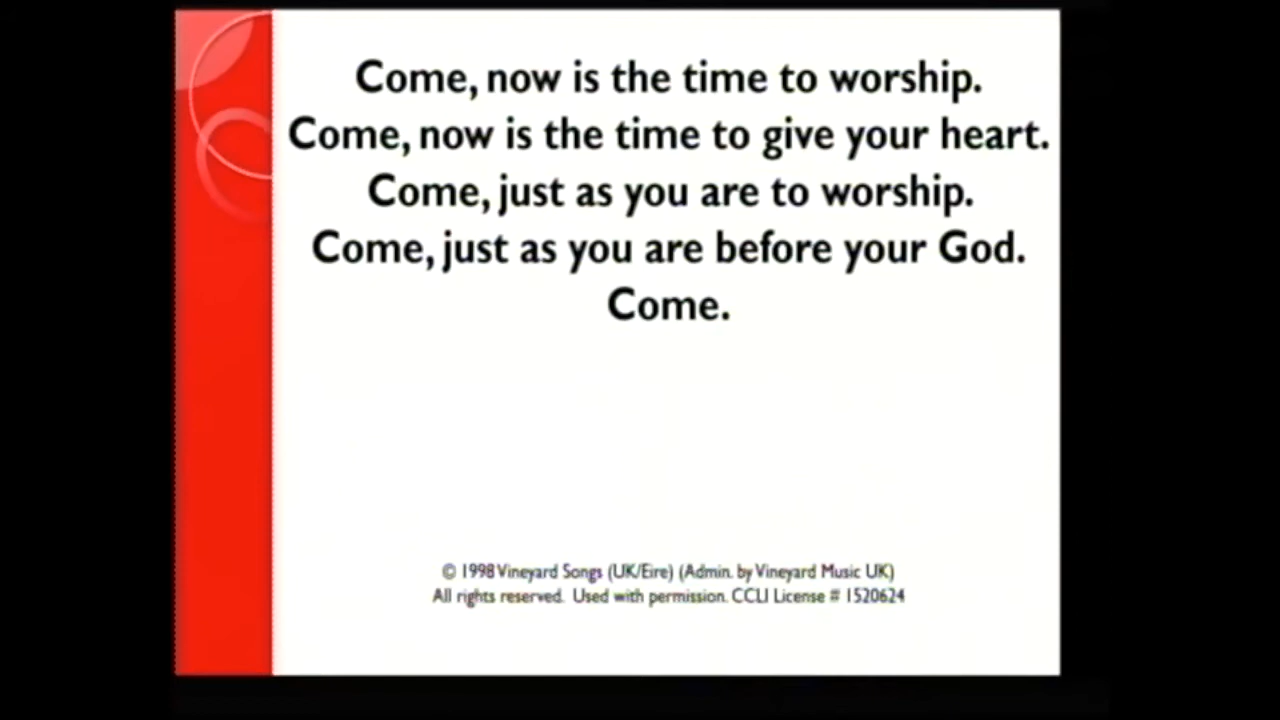 Come, now is the time to worship.
Come, now is the time to give your heart.
Come, just as you are to worship.
Come, just as you are before your God.
Come.
© 1998 Vineyard Songs (UK/Eire) (Admin. by Vineyard Music UK)
All rights reserved. Used with permission. CCLI License # 1520624